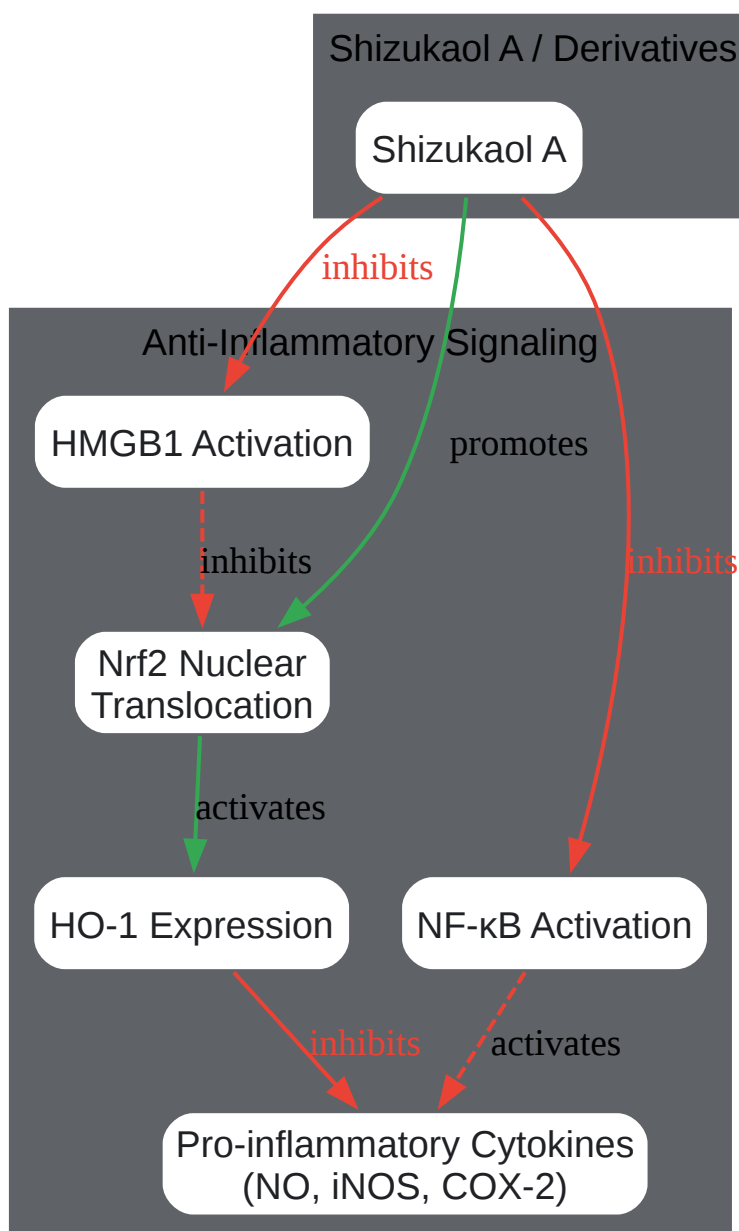 Shizukaol A / Derivatives
Shizukaol A
inhibits
Anti-Inflammatory Signaling
HMGB1 Activation
promotes
inhibits
inhibits
Nrf2 Nuclear
Translocation
activates
HO-1 Expression
NF-κB Activation
inhibits
activates
Pro-inflammatory Cytokines
(NO, iNOS, COX-2)